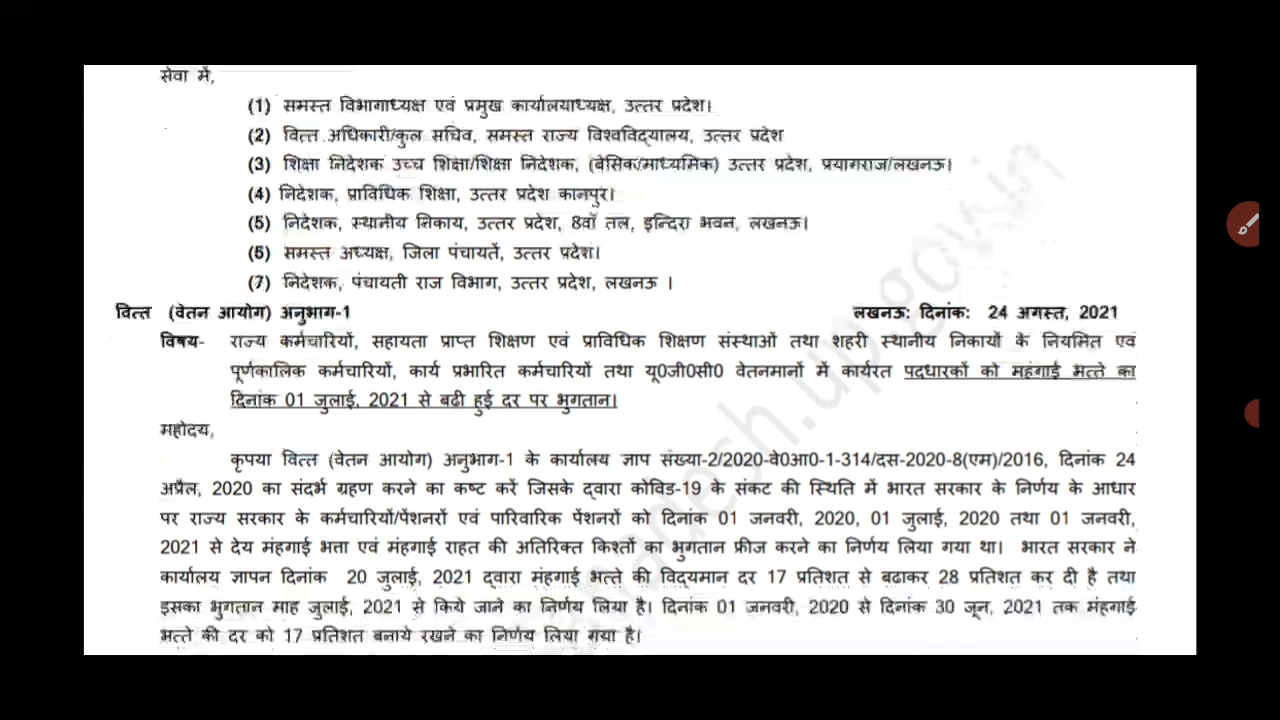 सेवा में,
(1) समस्त विभागाध्यक्ष एवं प्रमुख कार्यालयाध्यक्ष, उत्तर प्रदेश।
(2) वित्त अधिकारी/कुल सचिव, समस्त राज्य विश्वविद्यालय, उत्तर प्रदेश
(3) शिक्षा निदेशक उच्च शिक्षा/शिक्षा निदेशक, (बेसिक/माध्यमिक) उत्तर प्रदेश, प्रयागराज/लखनऊ।
(4) निदेशक, प्राविधिक शिक्षा, उत्तर प्रदेश कानपुर।
(5) निदेशक, स्थानीय निकाय, उत्तर प्रदेश, 8वॉ तल, इन्दिरा भवन, लखनऊ।
(5) समस्त अध्यक्ष, जिला पंचायतें, उत्तर प्रदेश।
(7) निदेशक, पंचायती राज विभाग, उत्तर प्रदेश, लखनऊ ।
वित्त (वेतन आयोग) अनुभाग-1 लखनऊ: दिनांक: 24 अगस्त, 2021
विषय- राज्य कर्मचारियों, सहायता प्राप्त शिक्षण एवं प्राविधिक शिक्षण संस्थाओं तथा शहरी स्थानीय निकायों के नियमित एवं
पूर्णकालिक कर्मचारियों, कार्य प्रभारित कर्मचारियों तथा यू0जी0सी0 वेतनमानों में कार्यरत पदधारकों को महंगाई भत्ते का
दिनांक 01 जुलाई, 2021 से बढी हुई दर पर भुगतान।
महोदय,
कृपया वित्त (वेतन आयोग) अनुभाग-1 के कार्यालय ज्ञाप संख्या-2/2020-वे0आ0-1-314/दस-2020-8(एम)/2016, दिनांक 24
अप्रैल, 2020 का संदर्भ ग्रहण करने का कष्ट करें जिसके द्वारा कोविड-19 के संकट की स्थिति में भारत सरकार के निर्णय के आधार
पर राज्य सरकार के कर्मचारियों/पेंशनरों एवं पारिवारिक पेंशनरों को दिनांक 01 जनवरी, 2020, 01 जुलाई, 2020 तथा 01 जनवरी,
2021 से देय मंहगाई भत्ता एवं मंहगाई राहत की अतिरिक्त किश्तों का भुगतान फ्रीज करने का निर्णय लिया गया था। भारत सरकार ने
कार्यालय ज्ञापन दिनांक 20 जुलाई, 2021 द्वारा मंहगाई भत्ते की विद्यमान दर 17 प्रतिशत से बढाकर 28 प्रतिशत कर दी है तथा
इसका भुगतान माह जुलाई, 2021 से किये जाने का निर्णय लिया है। दिनांक 01 जनवरी, 2020 से दिनांक 30 जून, 2021 तक मंहगाई
भत्ते की दर को 17 प्रतिशत बनाये रखने का निर्णय लिया गया है।